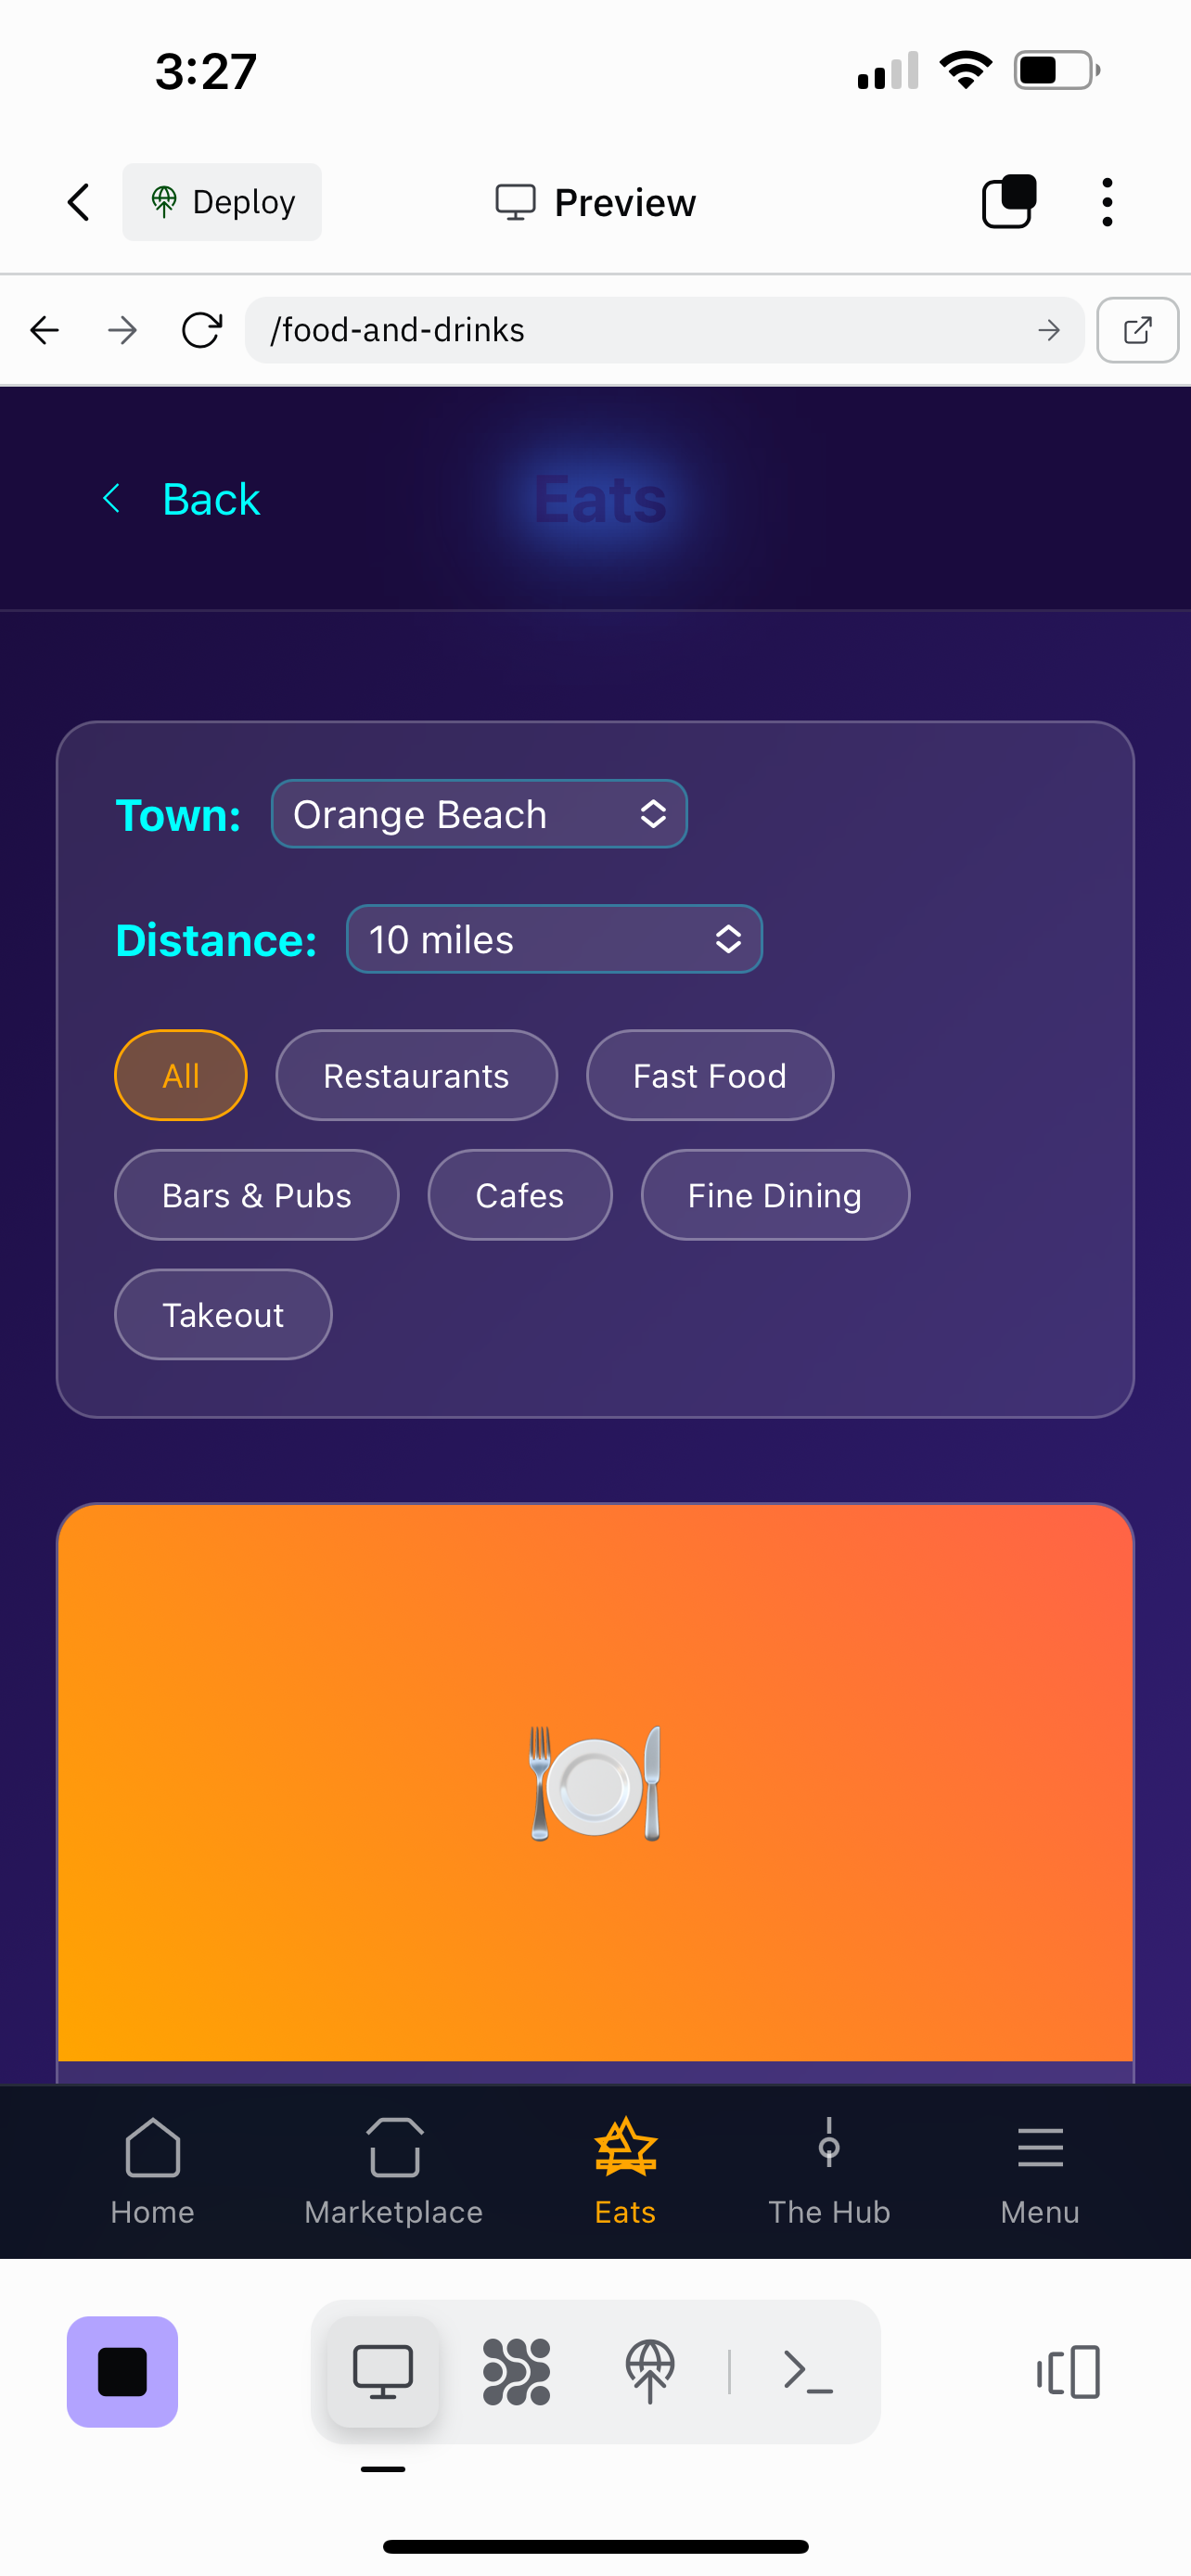 3:27
Deploy
Preview
/food-and-drinks
Back
Eats
Town:
Orange Beach
Distance:
10 miles
All
Restaurants
Fast Food
Bars & Pubs
Cafes
Fine Dining
Takeout
Home
Marketplace
Eats
The Hub
Menu